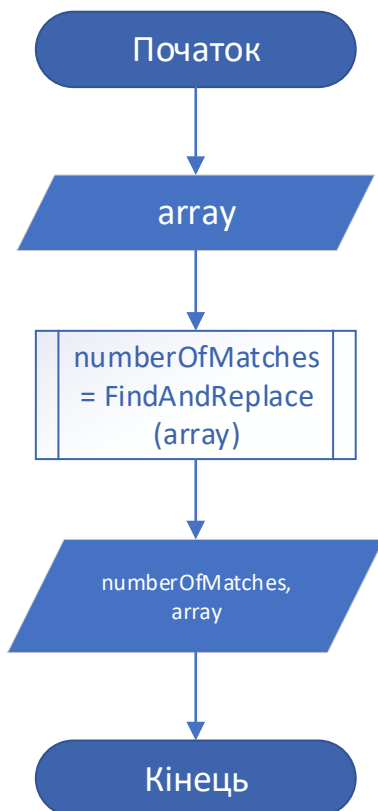 Початок
array
numberOfMatches
= FindAndReplace
(array)
numberOfMatches,
array
Кінець